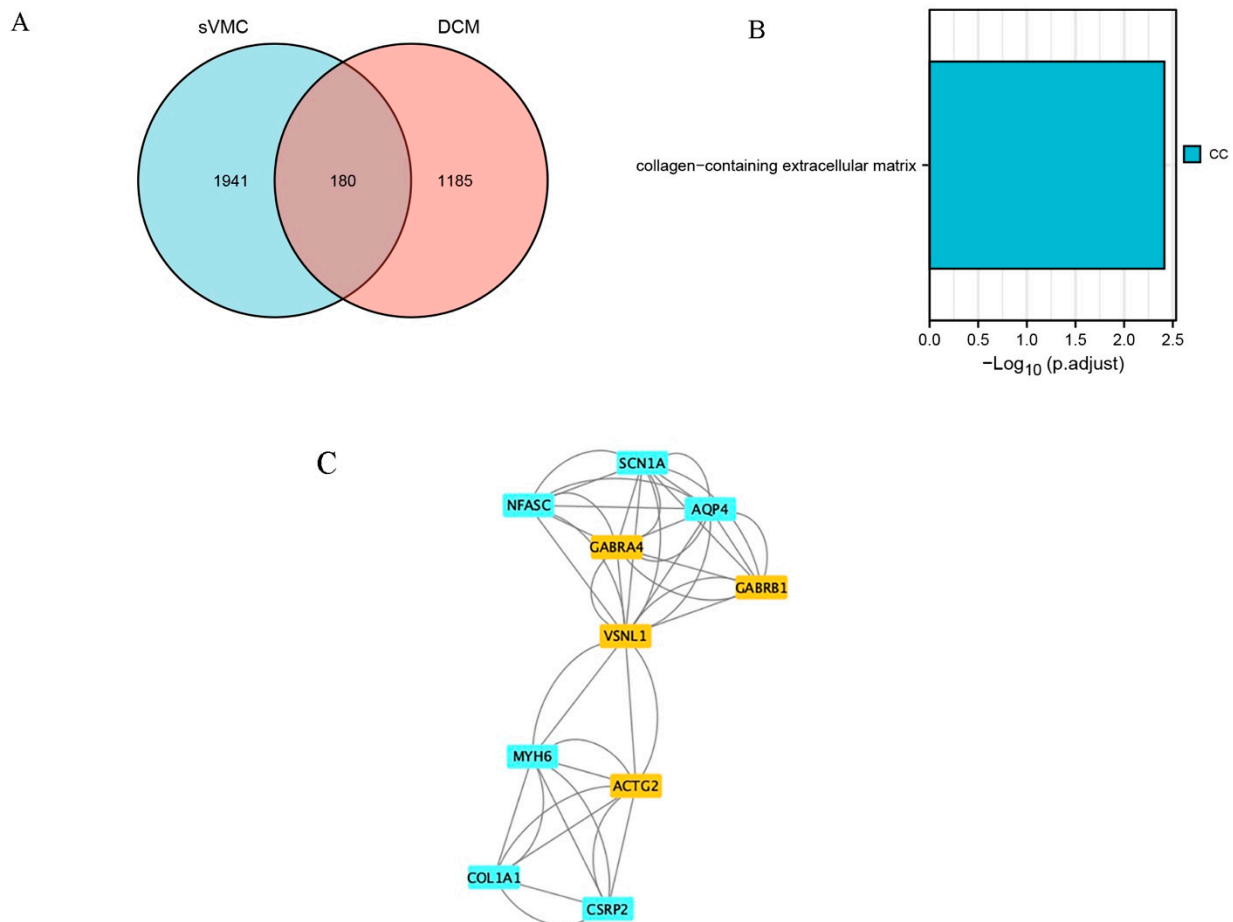 A
sVMC
DCM
1941
180
1185
B
collagen−containing extracellular matrix
CC
0.0 0.5 1.0 1.5 2.0 2.5
−Log10 (p.adjust)
C
SCN1A
NFASC
AQP4
GABRA4
GABRB1
VSNL1
MYH6
ACTG2
COL1A1
CSRP2